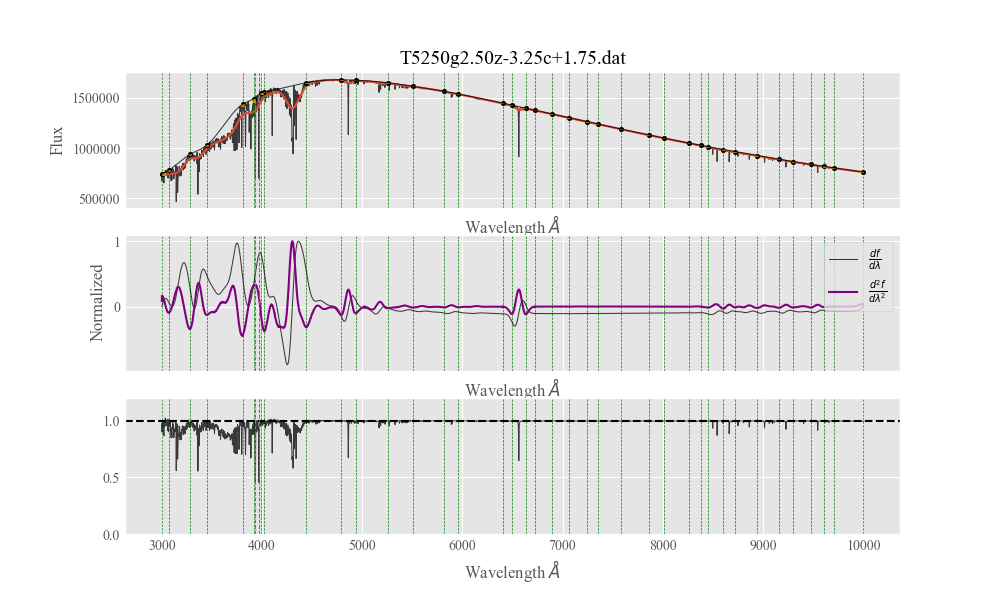 T5250g2.50z-3.25c+1.75.dat
Flux
1500000
1000000
500000
Wavelength Å
Normalized
1
0
df/dλ
d²f/dλ²
Wavelength Å
1.0
0.5
0.0
3000 4000 5000 6000 7000 8000 9000 10000
Wavelength Å